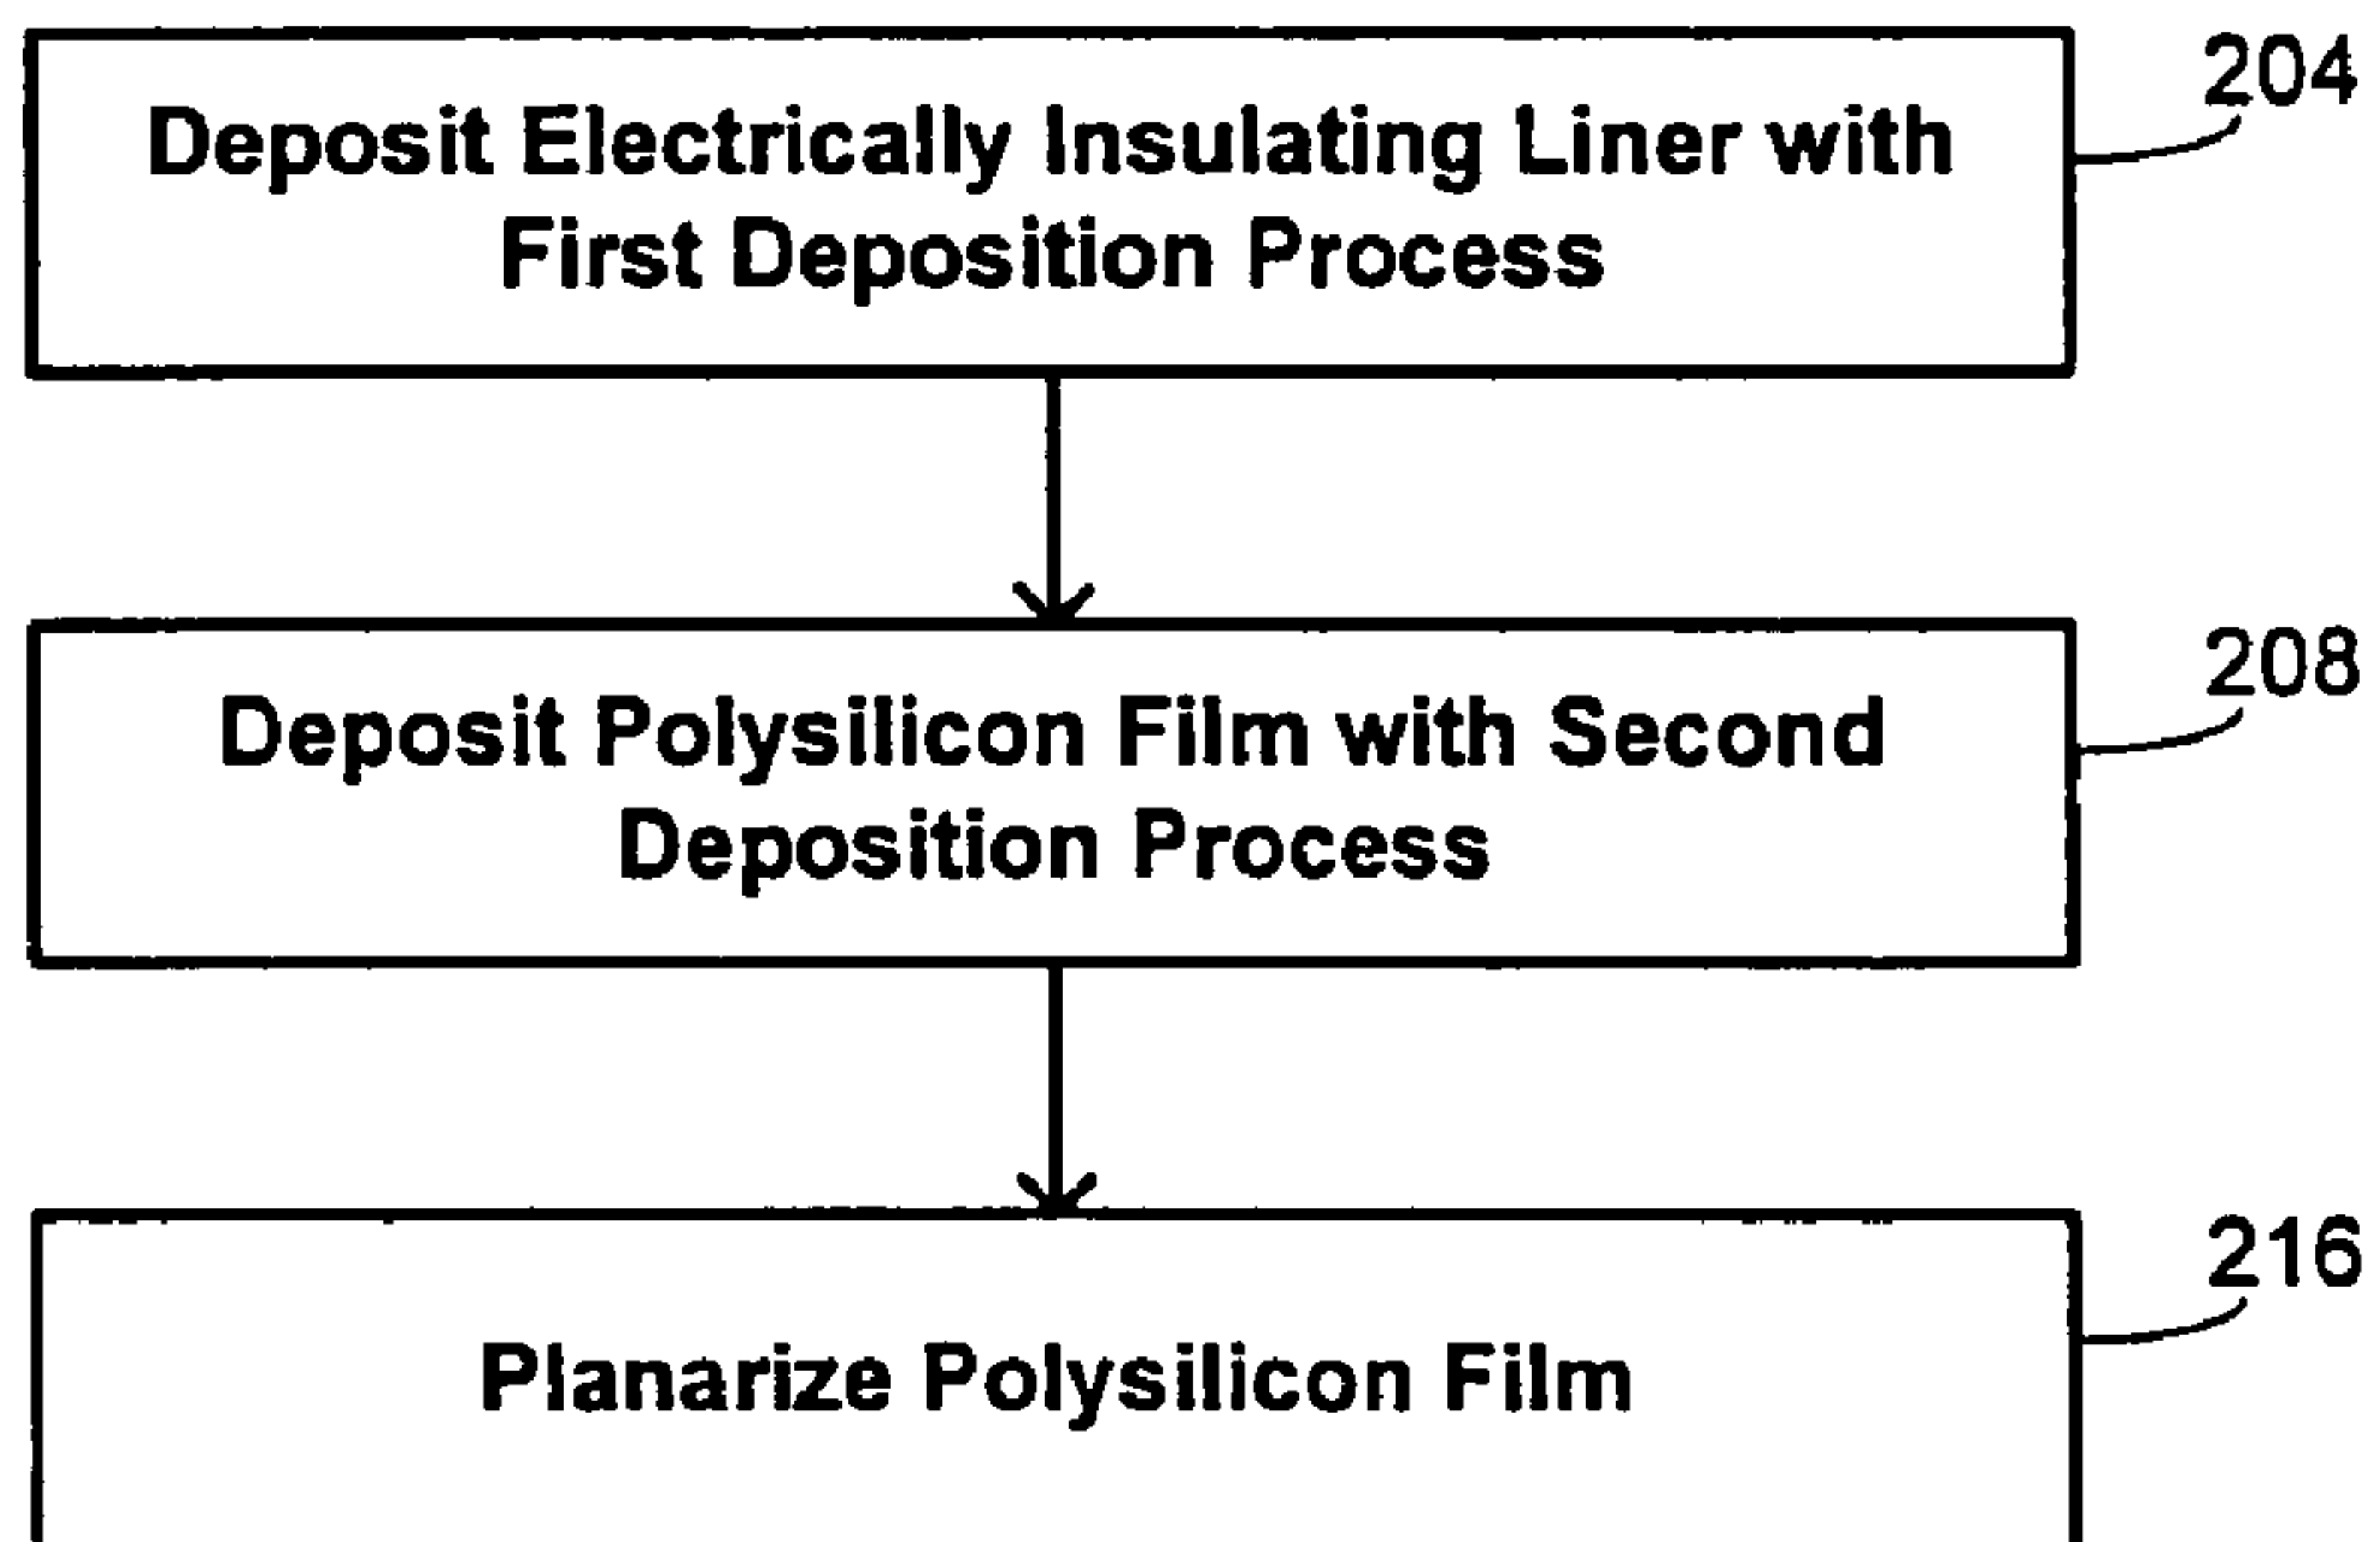 204
Deposit Electrically Insulating Liner with
First Deposition Process
208
Deposit Polysilicon Film with Second
Deposition Process
216
Planarize Polysilicon Film